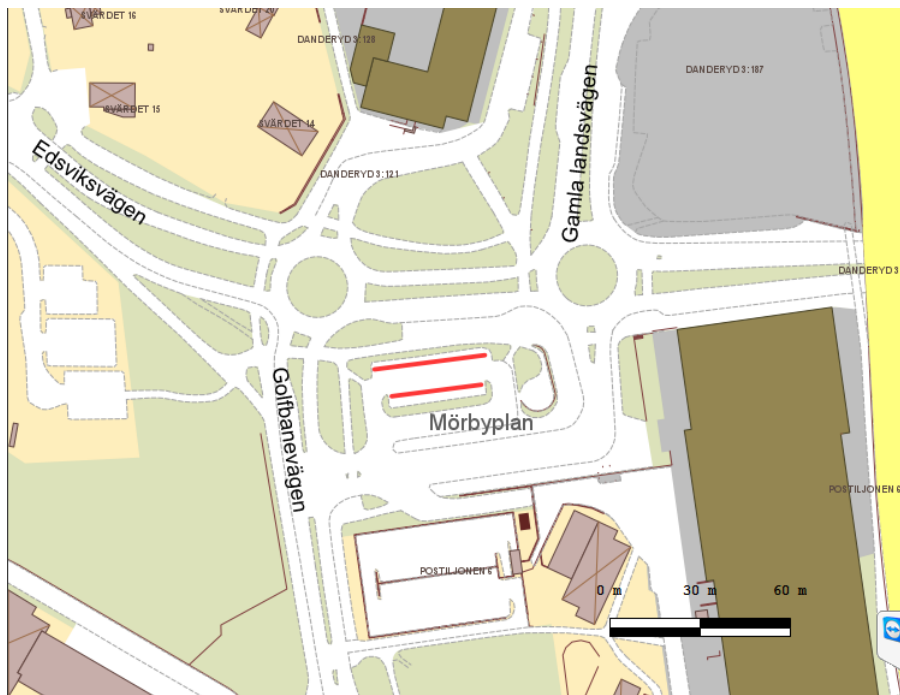 SVÄRDET 16
DANDERYD 3:128
DANDERYD 3:187
SVÄRDET 15
SVÄRDET 14
Gamla landsvägen
Edsviksvägen
DANDERYD 3:121
DANDERYD 3
Golfbanevägen
Mörbyplan
POSTILJONEN 6
POSTILJONEN 6
0 m 30 m 60 m